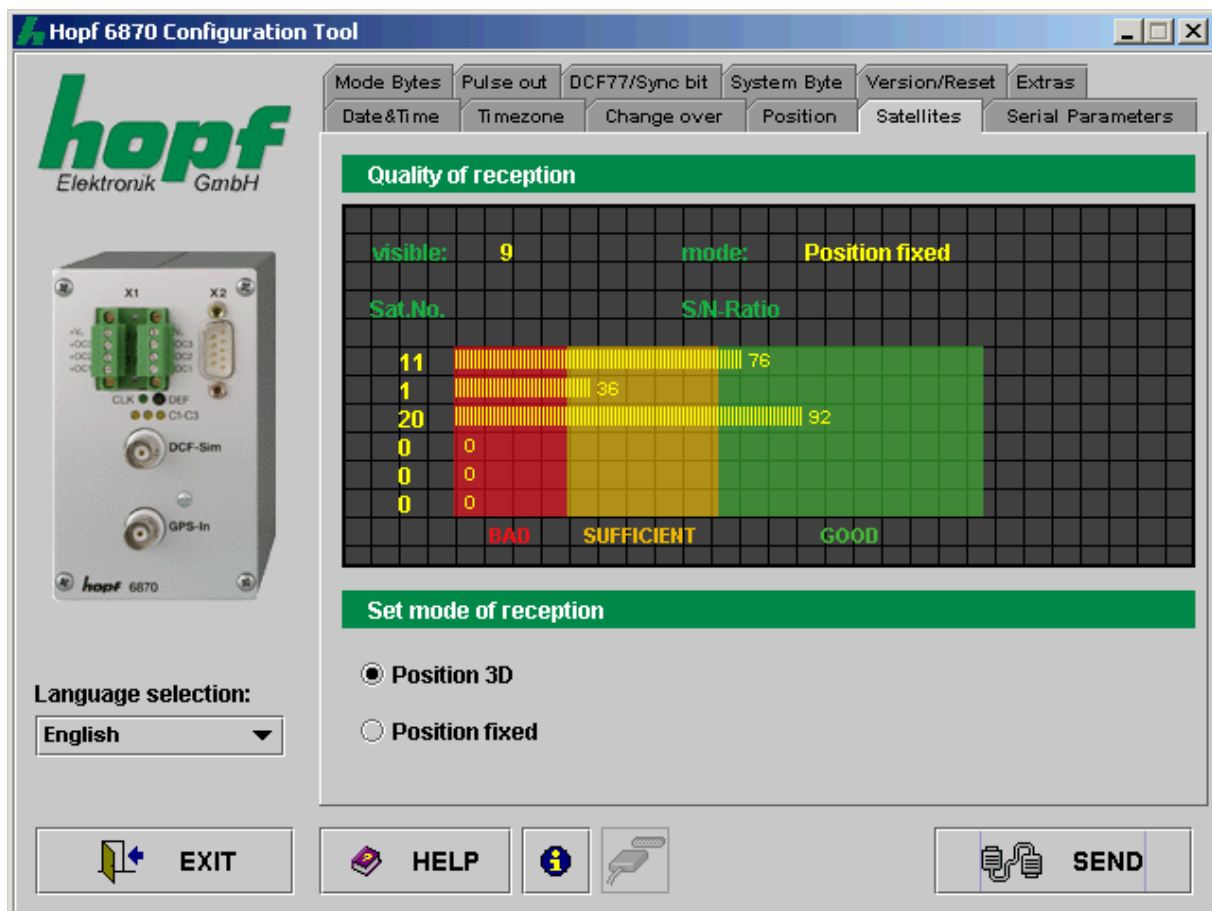 Hopf 6870 Configuration Tool
hopf
Elektronik GmbH
Mode Bytes Pulse out DCF77/Sync bit System Byte Version/Reset Extras
Date&Time Timezone Change over Position Satellites Serial Parameters
Quality of reception
visible: 9 mode: Position fixed
Sat.No. S/N-Ratio
11 76
1 36
20 92
0 0
0 0
0 0
BAD SUFFICIENT GOOD
X1 X2
CLK DEF
C1-C3
DCF-Sim
GPS-In
hopf 6870
Set mode of reception
Position 3D
Position fixed
Language selection:
English
EXIT HELP SEND